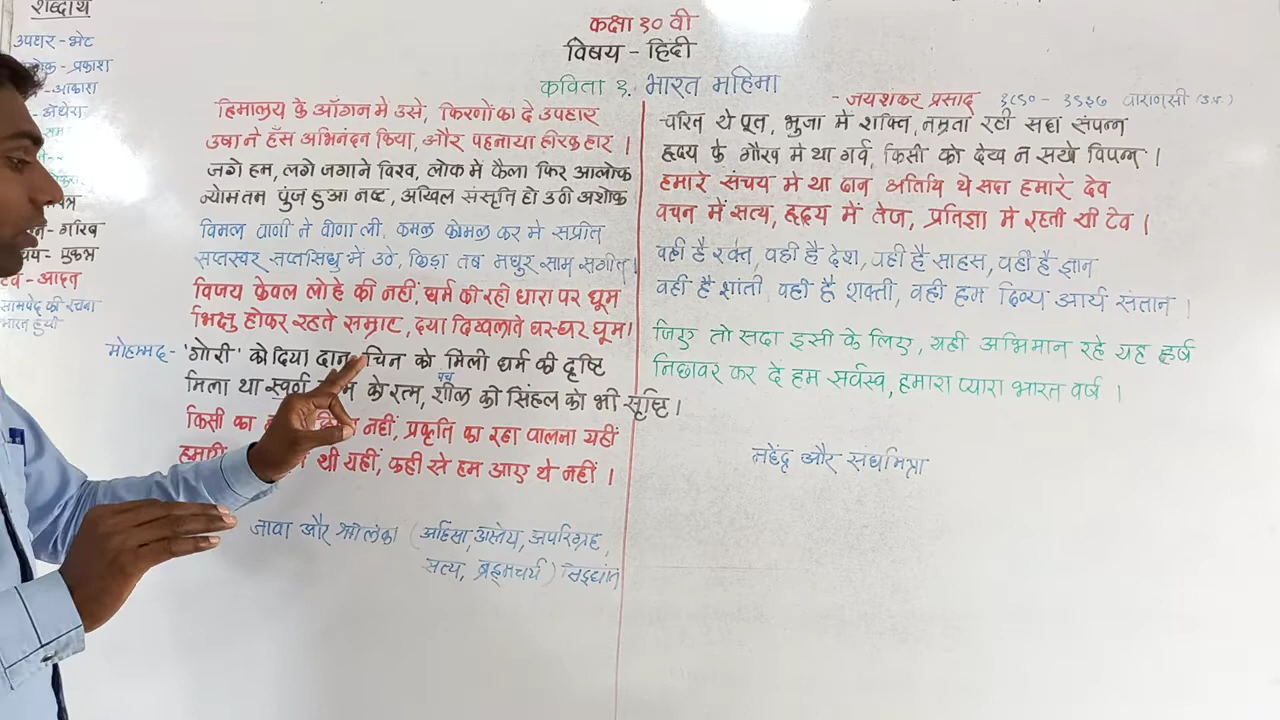 शब्दार्थ
उपहार - भेंट
- प्रकाश
- आकाश
- अँधेरा
- गरीब
- मुकुल
टेव - आदत
सामवेद की रचना
भारत हुयी
कक्षा १० वी
विषय - हिंदी
कविता १. भारत महिमा
- जयशंकर प्रसाद १८९० - १९३७ वाराणसी (उ.प्र.)
हिमालय के आँगन मे उसे, किरणों का दे उपहार
उषा ने हँस अभिनंदन किया, और पहनाया हीरक हार ।
जगे हम, लगे जगाने विश्व, लोक मे फैला फिर आलोक
व्योमतम पुंज हुआ नष्ट, अखिल संसृति हो उठी अशोक
विमल वाणी ने वीणा ली, कमल कोमल कर मे सप्रीत
सप्तस्वर सप्तसिंधु मे उठे, छिड़ा तब मधुर साम संगीत ।
विजय केवल लोहे की नहीं, धर्म की रही धारा पर धूम
भिक्षु होकर रहते सम्राट, दया दिखलाते घर-घर घूम।
मोहम्मद - 'गोरी' को दिया दान, चिन को मिली धर्म की दृष्टि
पंच
मिला था स्वर्ण के रत्न, शील की सिंहल को भी सृष्टि ।
किसी का नहीं, प्रकृति का रहा पालना यहीं
थी यहीं, कही से हम आए थे नहीं ।
जावा और श्रीलंका (अहिंसा, अस्तेय, अपरिग्रह,
सत्य, ब्रह्मचर्य) सिद्धांत
चरित थे पूत, भुजा में शक्ति, नम्रता रही सदा संपन्न
हृदय के गौरव मे था गर्व, किसी को देख न सखे विपन्न ।
हमारे संचय मे था दान अतिथि थे सदा हमारे देव
वचन में सत्य, हृदय में तेज, प्रतिज्ञा मे रहती थी टेव ।
वही है रक्त, वही है देश, वही है साहस, वही है ज्ञान
वही है शांती, वही है शक्ती, वही हम दिव्य आर्य संतान ।
जिए तो सदा इसी के लिए, यही अभिमान रहे यह हर्ष
निछावर कर दे हम सर्वस्व, हमारा प्यारा भारत वर्ष ।
महेंद्र और संघमित्रा